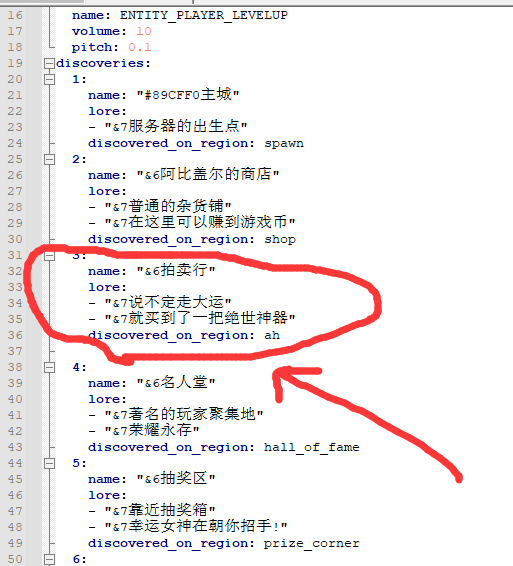 16 name: ENTITY_PLAYER_LEVELUP
17 volume: 10
18 pitch: 0.1
19 discoveries:
20 1:
21 name: "#89CFF0主城"
22 lore:
23 - "&7服务器的出生点"
24 discovered_on_region: spawn
25 2:
26 name: "&6阿比盖尔的商店"
27 lore:
28 - "&7普通的杂货铺"
29 - "&7在这里可以赚到游戏币"
30 discovered_on_region: shop
31 3:
32 name: "&6拍卖行"
33 lore:
34 - "&7说不定走大运"
35 - "&7就买到了一把绝世神器"
36 discovered_on_region: ah
37
38 4:
39 name: "&6名人堂"
40 lore:
41 - "&7著名的玩家聚集地"
42 - "&7荣耀永存"
43 discovered_on_region: hall_of_fame
44 5:
45 name: "&6抽奖区"
46 lore:
47 - "&7靠近抽奖箱"
48 - "&7幸运女神在朝你招手!"
49 discovered_on_region: prize_corner
50 6: